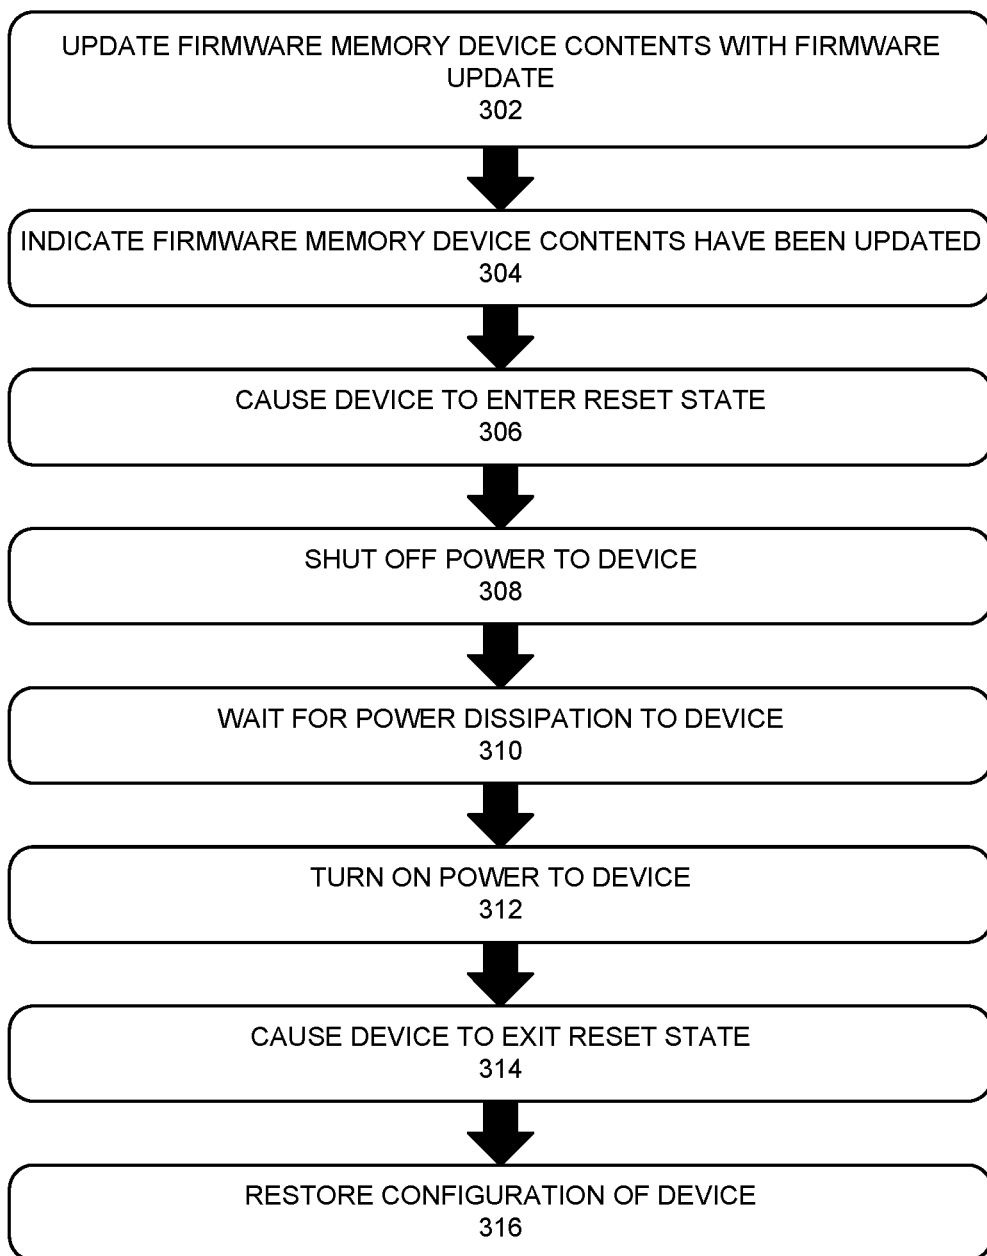 UPDATE FIRMWARE MEMORY DEVICE CONTENTS WITH FIRMWARE
UPDATE
302
INDICATE FIRMWARE MEMORY DEVICE CONTENTS HAVE BEEN UPDATED
304
CAUSE DEVICE TO ENTER RESET STATE
306
SHUT OFF POWER TO DEVICE
308
WAIT FOR POWER DISSIPATION TO DEVICE
310
TURN ON POWER TO DEVICE
312
CAUSE DEVICE TO EXIT RESET STATE
314
RESTORE CONFIGURATION OF DEVICE
316